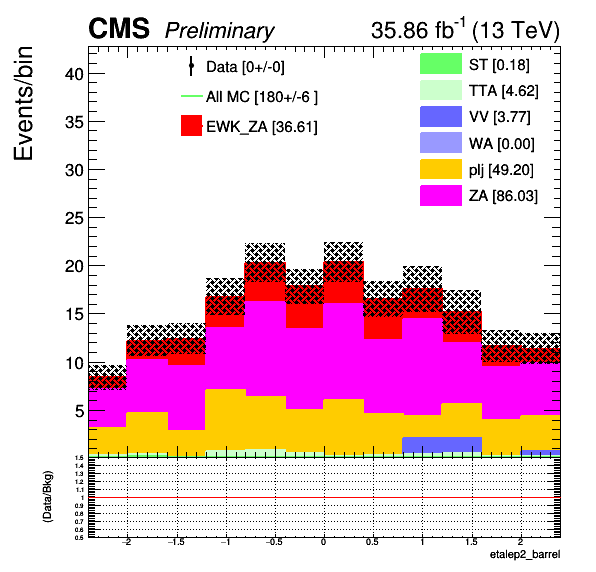 CMS Preliminary 35.86 fb⁻¹ (13 TeV)
Events/bin
40
35
30
25
20
15
10
5
Data [0+/-0]
All MC [180+/-6 ]
EWK_ZA [36.61]
ST [0.18]
TTA [4.62]
VV [3.77]
WA [0.00]
plj [49.20]
ZA [86.03]
(Data/Bkg)
1.5
1.4
1.3
1.2
1.1
1
0.9
0.8
0.7
0.6
0.5
−2 −1.5 −1 −0.5 0 0.5 1 1.5 2
etalep2_barrel